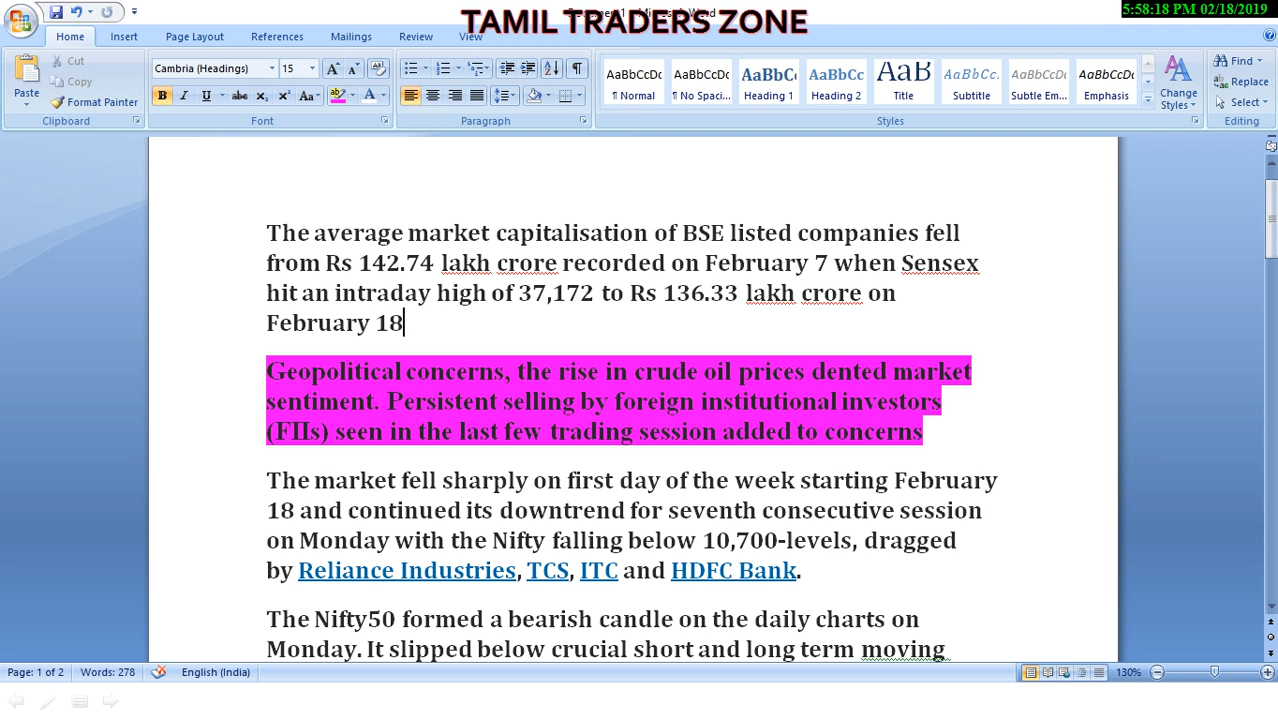 TAMIL TRADERS ZONE
5:58:18 PM 02/18/2019
Home Insert Page Layout References Mailings Review View
Paste
Cut
Copy
Format Painter
Clipboard
Cambria (Headings) 15
Font
Paragraph
AaBbCcDc AaBbCcDc AaBbC AaBbCc AaB AaBbCc. AaBbCcDc AaBbCcDc
¶ Normal ¶ No Spaci... Heading 1 Heading 2 Title Subtitle Subtle Em... Emphasis
Change
Styles
Styles
Find
Replace
Select
Editing
The average market capitalisation of BSE listed companies fell
from Rs 142.74 lakh crore recorded on February 7 when Sensex
hit an intraday high of 37,172 to Rs 136.33 lakh crore on
February 18
Geopolitical concerns, the rise in crude oil prices dented market
sentiment. Persistent selling by foreign institutional investors
(FIIs) seen in the last few trading session added to concerns
The market fell sharply on first day of the week starting February
18 and continued its downtrend for seventh consecutive session
on Monday with the Nifty falling below 10,700-levels, dragged
by Reliance Industries, TCS, ITC and HDFC Bank.
The Nifty50 formed a bearish candle on the daily charts on
Monday. It slipped below crucial short and long term moving
Page: 1 of 2 Words: 278 English (India) 130%